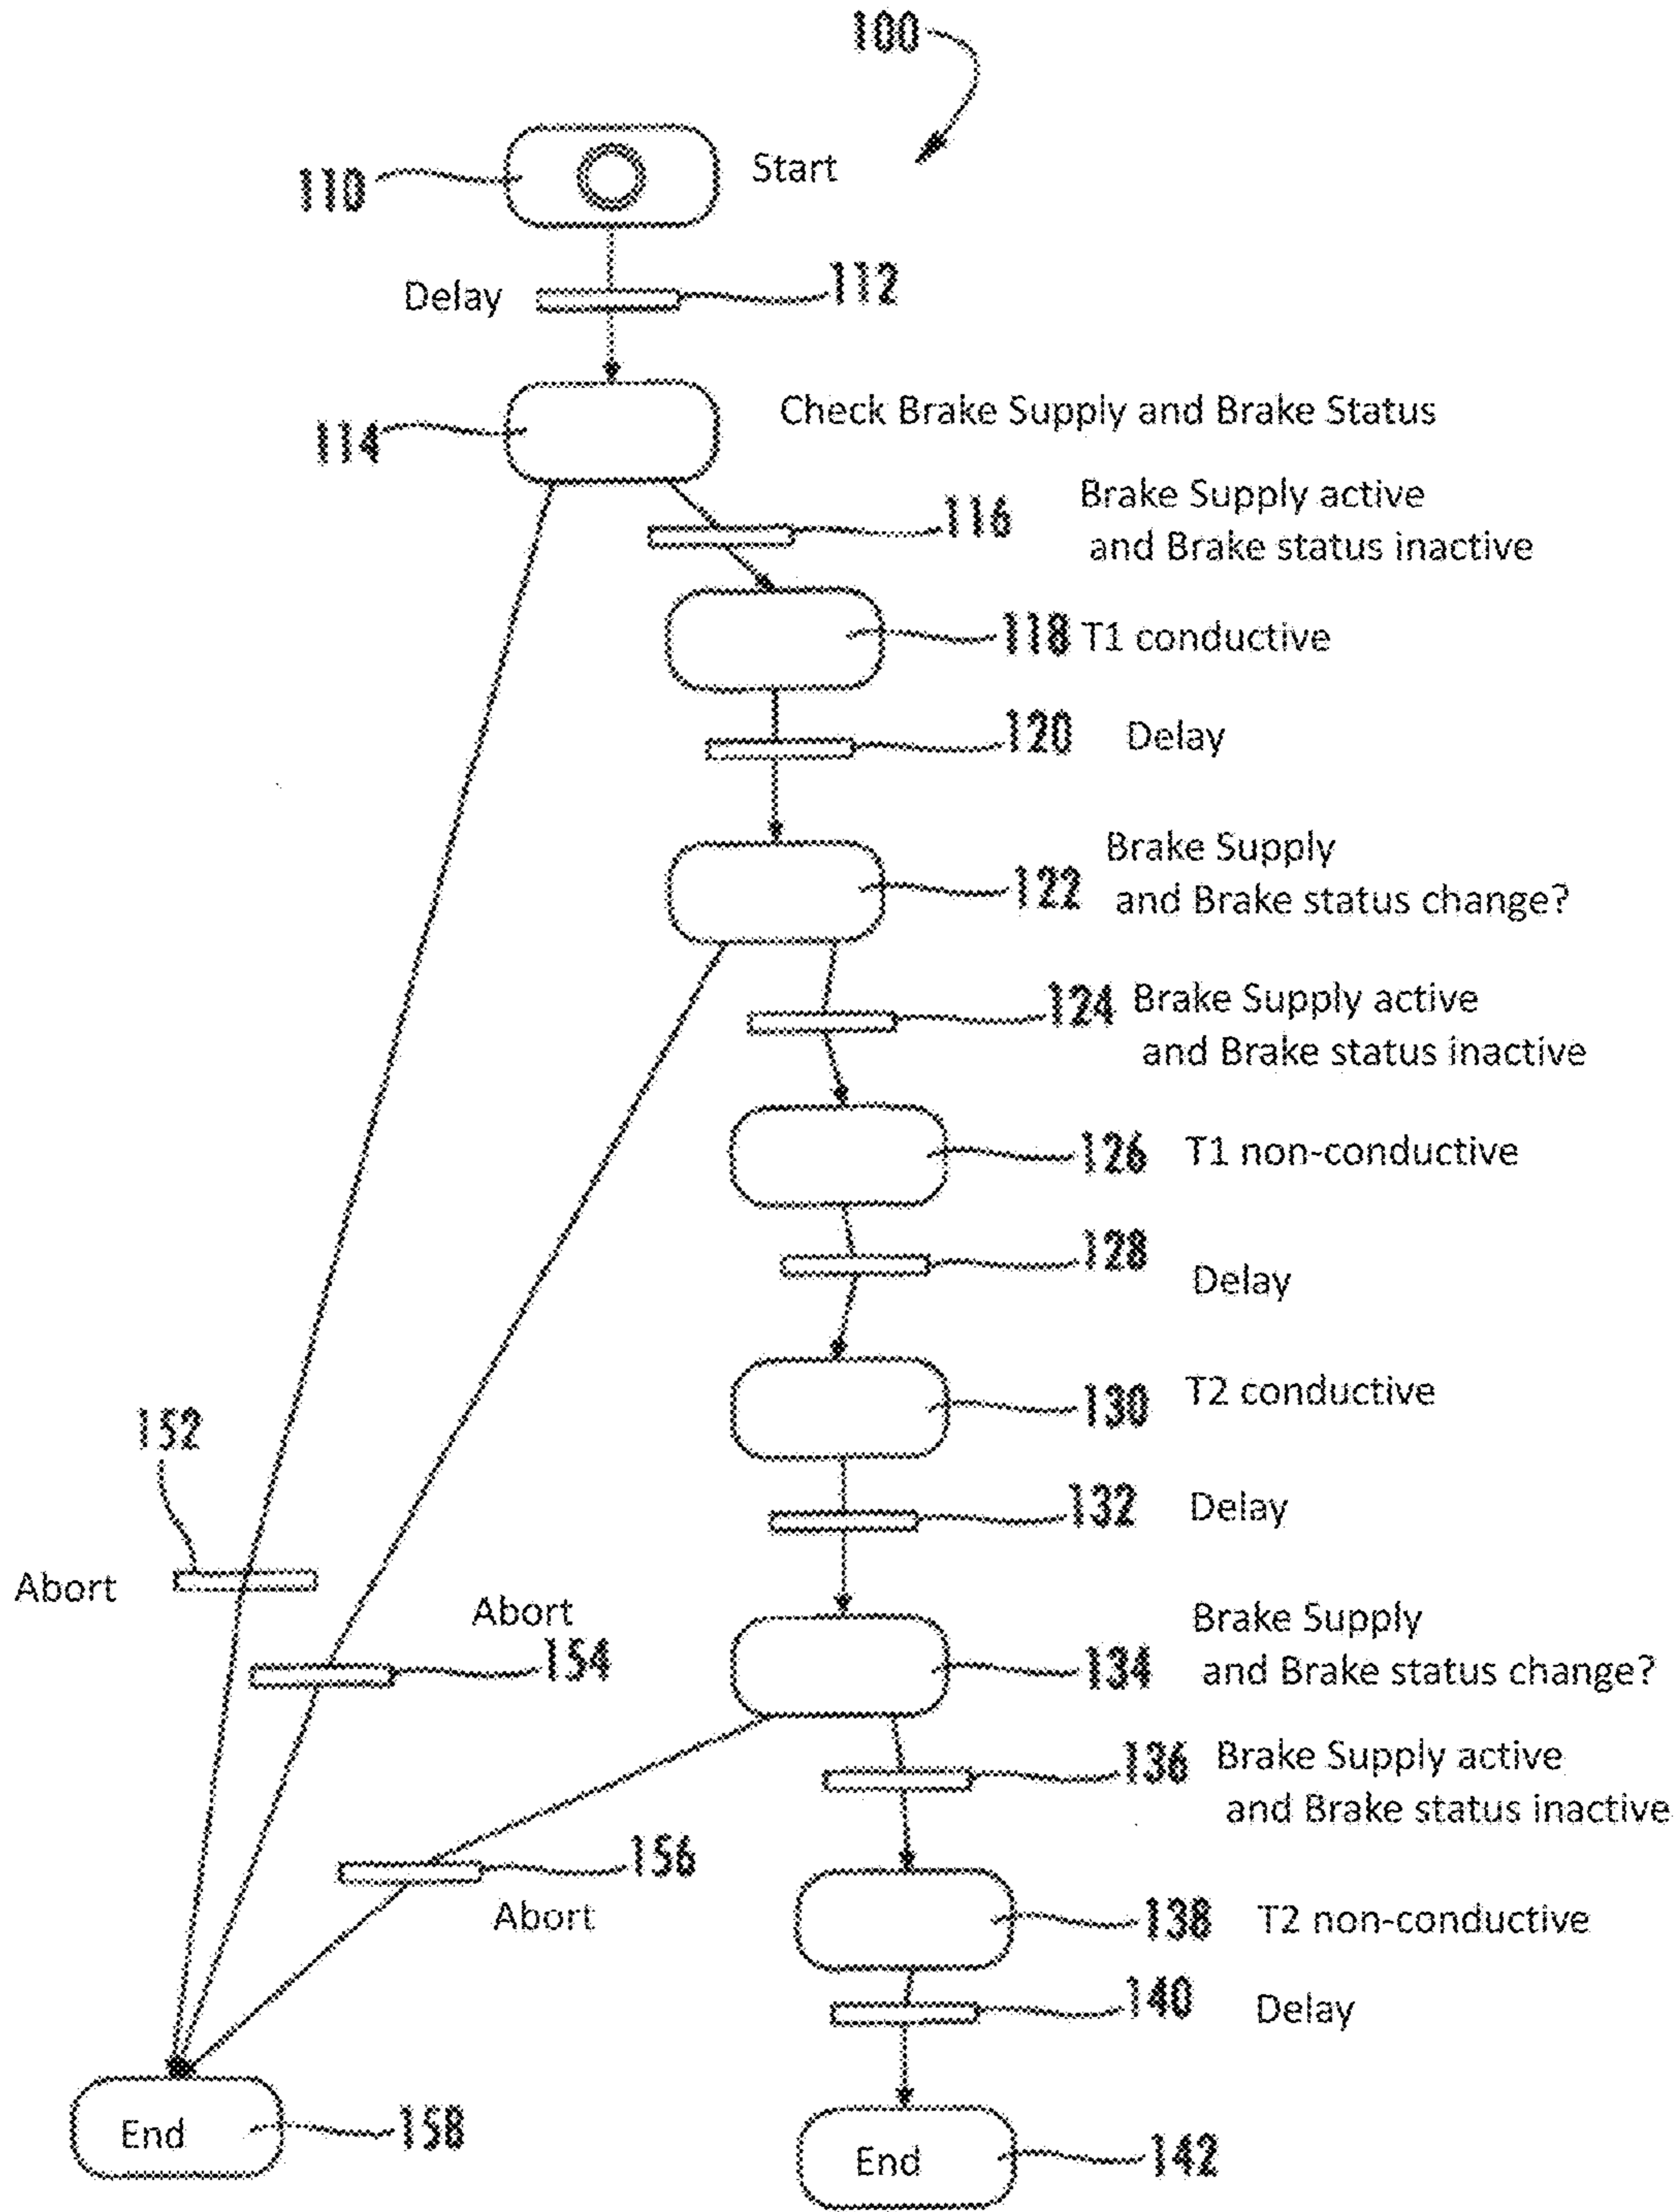 100
110
Start
Delay
112
114
Check Brake Supply and Brake Status
116
Brake Supply active
and Brake status inactive
118 T1 conductive
120 Delay
122
Brake Supply
and Brake status change?
124 Brake Supply active
and Brake status inactive
126 T1 non-conductive
128
Delay
130 T2 conductive
152
132 Delay
Abort
Abort
154
Brake Supply
134 and Brake status change?
136 Brake Supply active
and Brake status inactive
156
Abort
138 T2 non-conductive
140 Delay
End 158
End 142